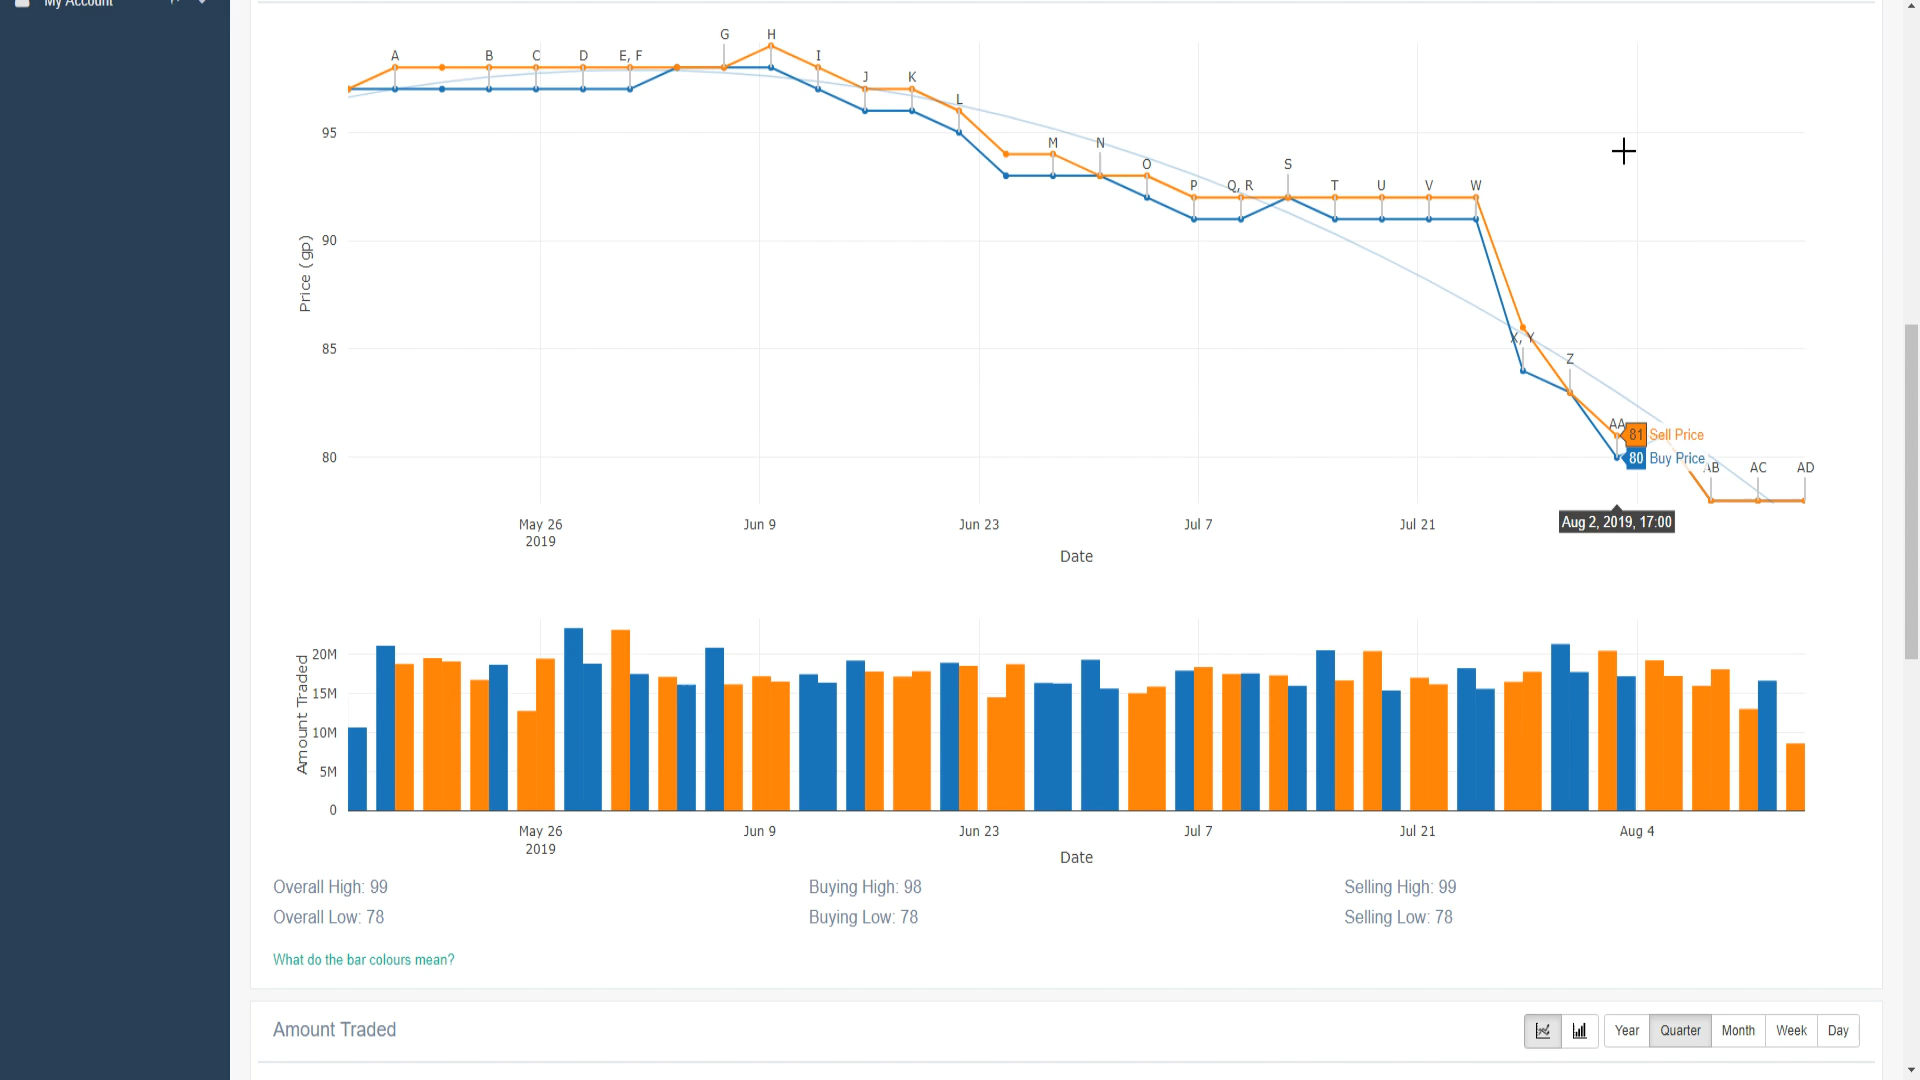 My Account
G H
A B C D E, F I
J K
L
95
M N
O S
P Q, R T U V W
Price (gp)
90
85
X, Y
Z
AA 81 Sell Price
80 80 Buy Price
AB AC AD
May 26 Jun 9 Jun 23 Jul 7 Jul 21 Aug 2, 2019, 17:00
2019
Date
Amount Traded
20M
15M
10M
5M
0
May 26 Jun 9 Jun 23 Jul 7 Jul 21 Aug 4
2019
Date
Overall High: 99 Buying High: 98 Selling High: 99
Overall Low: 78 Buying Low: 78 Selling Low: 78
What do the bar colours mean?
Amount Traded Year Quarter Month Week Day